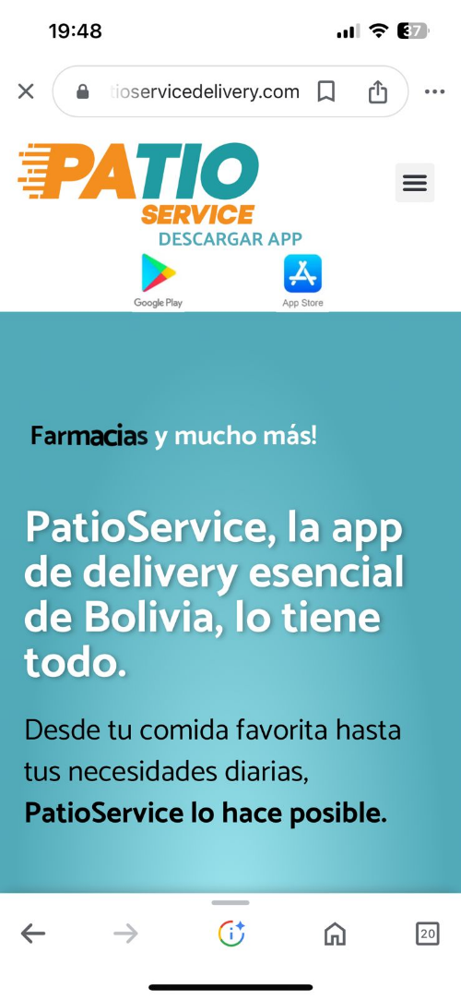 19:48
37
tioservicedelivery.com
PATIO
SERVICE
DESCARGAR APP
Google Play
App Store
Farmacias y mucho más!
PatioService, la app
de delivery esencial
de Bolivia, lo tiene
todo.
Desde tu comida favorita hasta
tus necesidades diarias,
PatioService lo hace posible.
20